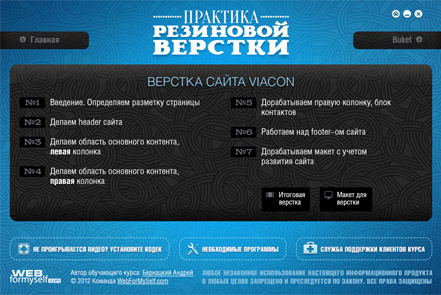 ПРАКТИКА
РЕЗИНОВОЙ
ВЕРСТКИ
Главная
Buket
ВЕРСТКА САЙТА VIACON
№1 Введение. Определяем разметку страницы
№2 Делаем header сайта
№3 Делаем область основного контента,
левая колонка
№4 Делаем область основного контента,
правая колонка
№5 Дорабатываем правую колонку, блок
контактов
№6 Работаем над footer-ом сайта
№7 Дорабатываем макет с учетом
развития сайта
Итоговая
верстка
Макет для
верстки
НЕ ПРОИГРЫВАЕТСЯ ВИДЕО? УСТАНОВИТЕ КОДЕК
НЕОБХОДИМЫЕ ПРОГРАММЫ
СЛУЖБА ПОДДЕРЖКИ КЛИЕНТОВ КУРСА
WEB
formyself.com
Автор обучающего курса: Бернацкий Андрей
© 2012 Команда WebForMySelf.com
ЛЮБОЕ НЕЗАКОННОЕ ИСПОЛЬЗОВАНИЕ НАСТОЯЩЕГО ИНФОРМАЦИОННОГО ПРОДУКТА
В ЛЮБЫХ ЦЕЛЯХ ЗАПРЕЩЕНО И ПРЕСЛЕДУЕТСЯ ПО ЗАКОНУ. ВСЕ ПРАВА ЗАЩИЩЕНЫ